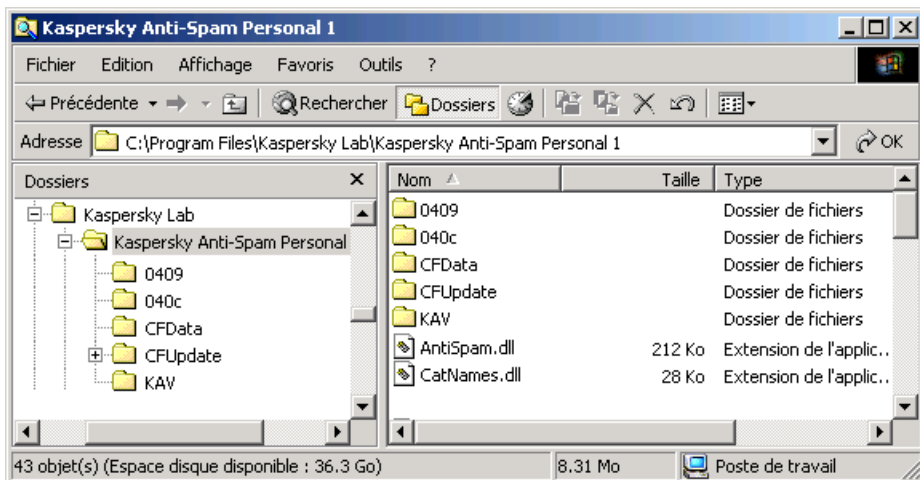 Kaspersky Anti-Spam Personal 1
Fichier Edition Affichage Favoris Outils ?
Précédente Rechercher Dossiers
Adresse C:\Program Files\Kaspersky Lab\Kaspersky Anti-Spam Personal 1 OK
Dossiers
Kaspersky Lab
Kaspersky Anti-Spam Personal
0409
040c
CFData
CFUpdate
KAV
Nom Taille Type
0409 Dossier de fichiers
040c Dossier de fichiers
CFData Dossier de fichiers
CFUpdate Dossier de fichiers
KAV Dossier de fichiers
AntiSpam.dll 212 Ko Extension de l'applic...
CatNames.dll 28 Ko Extension de l'applic...
43 objet(s) (Espace disque disponible : 36.3 Go) 8.31 Mo Poste de travail